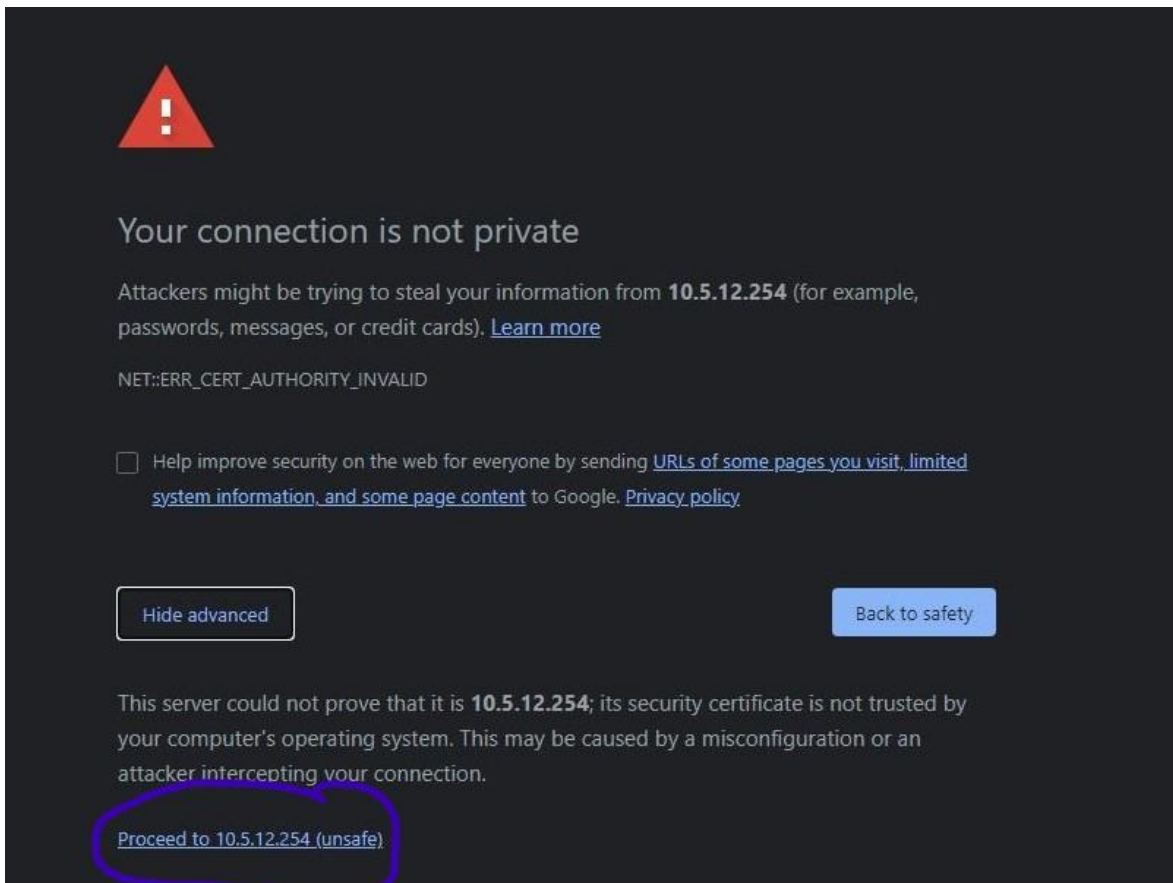 Your connection is not private
Attackers might be trying to steal your information from 10.5.12.254 (for example,
passwords, messages, or credit cards). Learn more
NET::ERR_CERT_AUTHORITY_INVALID
Help improve security on the web for everyone by sending URLs of some pages you visit, limited
system information, and some page content to Google. Privacy policy
Hide advanced
Back to safety
This server could not prove that it is 10.5.12.254; its security certificate is not trusted by
your computer's operating system. This may be caused by a misconfiguration or an
attacker intercepting your connection.
Proceed to 10.5.12.254 (unsafe)